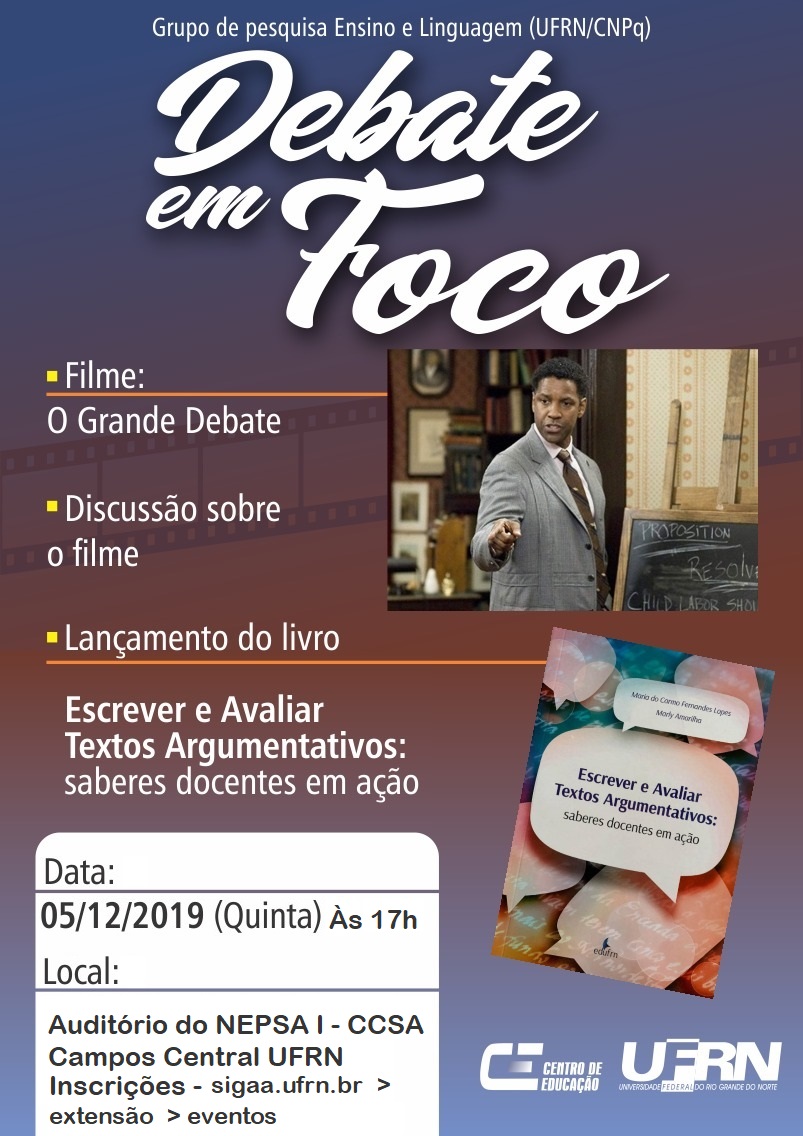 Grupo de pesquisa Ensino e Linguagem (UFRN/CNPq)
Debate
em Foco
Filme:
O Grande Debate
Discussão sobre
o filme
PROPOSITION
RESOLV
CHILD LABOR SHOU
Lançamento do livro
Escrever e Avaliar
Textos Argumentativos:
saberes docentes em ação
Maria do Carmo Fernandes Lopes
Marly Amarilha
Escrever e Avaliar
Textos Argumentativos:
saberes docentes em ação
edufrn
Data:
05/12/2019 (Quinta) Às 17h
Local:
Auditório do NEPSA I - CCSA
Campos Central UFRN
Inscrições - sigaa.ufrn.br >
extensão > eventos
CE CENTRO DE
EDUCAÇÃO
UFRN
UNIVERSIDADE FEDERAL DO RIO GRANDE DO NORTE